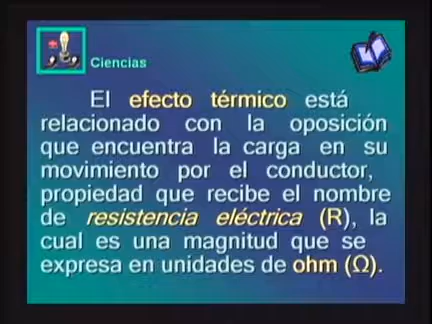 Ciencias
El efecto térmico está
relacionado con la oposición
que encuentra la carga en su
movimiento por el conductor,
propiedad que recibe el nombre
de resistencia eléctrica (R), la
cual es una magnitud que se
expresa en unidades de ohm (Ω).